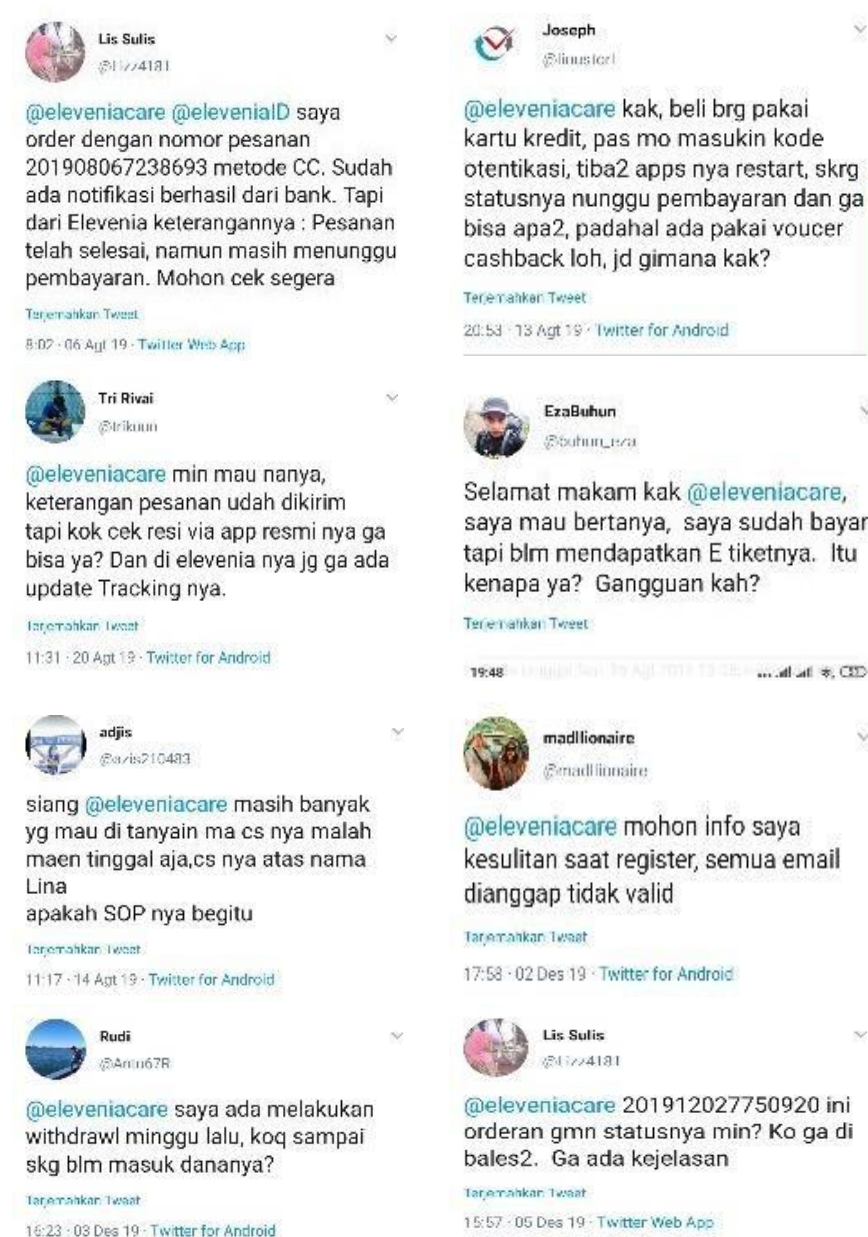 Lis Sulis
@Lizz4181
@eleveniacare @eleveniaID saya
order dengan nomor pesanan
201908067238693 metode CC. Sudah
ada notifikasi berhasil dari bank. Tapi
dari Elevenia keterangannya : Pesanan
telah selesai, namun masih menunggu
pembayaran. Mohon cek segera
Terjemahkan Tweet
8:02 · 06 Agt 19 · Twitter Web App
Joseph
@eleveniacare kak, beli brg pakai
kartu kredit, pas mo masukin kode
otentikasi, tiba2 apps nya restart, skrg
statusnya nunggu pembayaran dan ga
bisa apa2, padahal ada pakai voucer
cashback loh, jd gimana kak?
Terjemahkan Tweet
20:53 · 13 Agt 19 · Twitter for Android
Tri Rivai
@trikuun
@eleveniacare min mau nanya,
keterangan pesanan udah dikirim
tapi kok cek resi via app resmi nya ga
bisa ya? Dan di elevenia nya jg ga ada
update Tracking nya.
Terjemahkan Tweet
11:31 · 20 Agt 19 · Twitter for Android
EzaBuhun
@buhun_eza
Selamat makam kak @eleveniacare,
saya mau bertanya, saya sudah bayar
tapi blm mendapatkan E tiketnya. Itu
kenapa ya? Gangguan kah?
Terjemahkan Tweet
19:48
adjis
@azis210483
siang @eleveniacare masih banyak
yg mau di tanyain ma cs nya malah
maen tinggal aja,cs nya atas nama
Lina
apakah SOP nya begitu
Terjemahkan Tweet
11:17 · 14 Agt 19 · Twitter for Android
madllionaire
@madllionaire
@eleveniacare mohon info saya
kesulitan saat register, semua email
dianggap tidak valid
Terjemahkan Tweet
17:58 · 02 Des 19 · Twitter for Android
Rudi
@Antu67R
@eleveniacare saya ada melakukan
withdrawl minggu lalu, koq sampai
skg blm masuk dananya?
Terjemahkan Tweet
16:23 · 03 Des 19 · Twitter for Android
Lis Sulis
@Lizz4181
@eleveniacare 201912027750920 ini
orderan gmn statusnya min? Ko ga di
bales2. Ga ada kejelasan
Terjemahkan Tweet
15:57 · 05 Des 19 · Twitter Web App